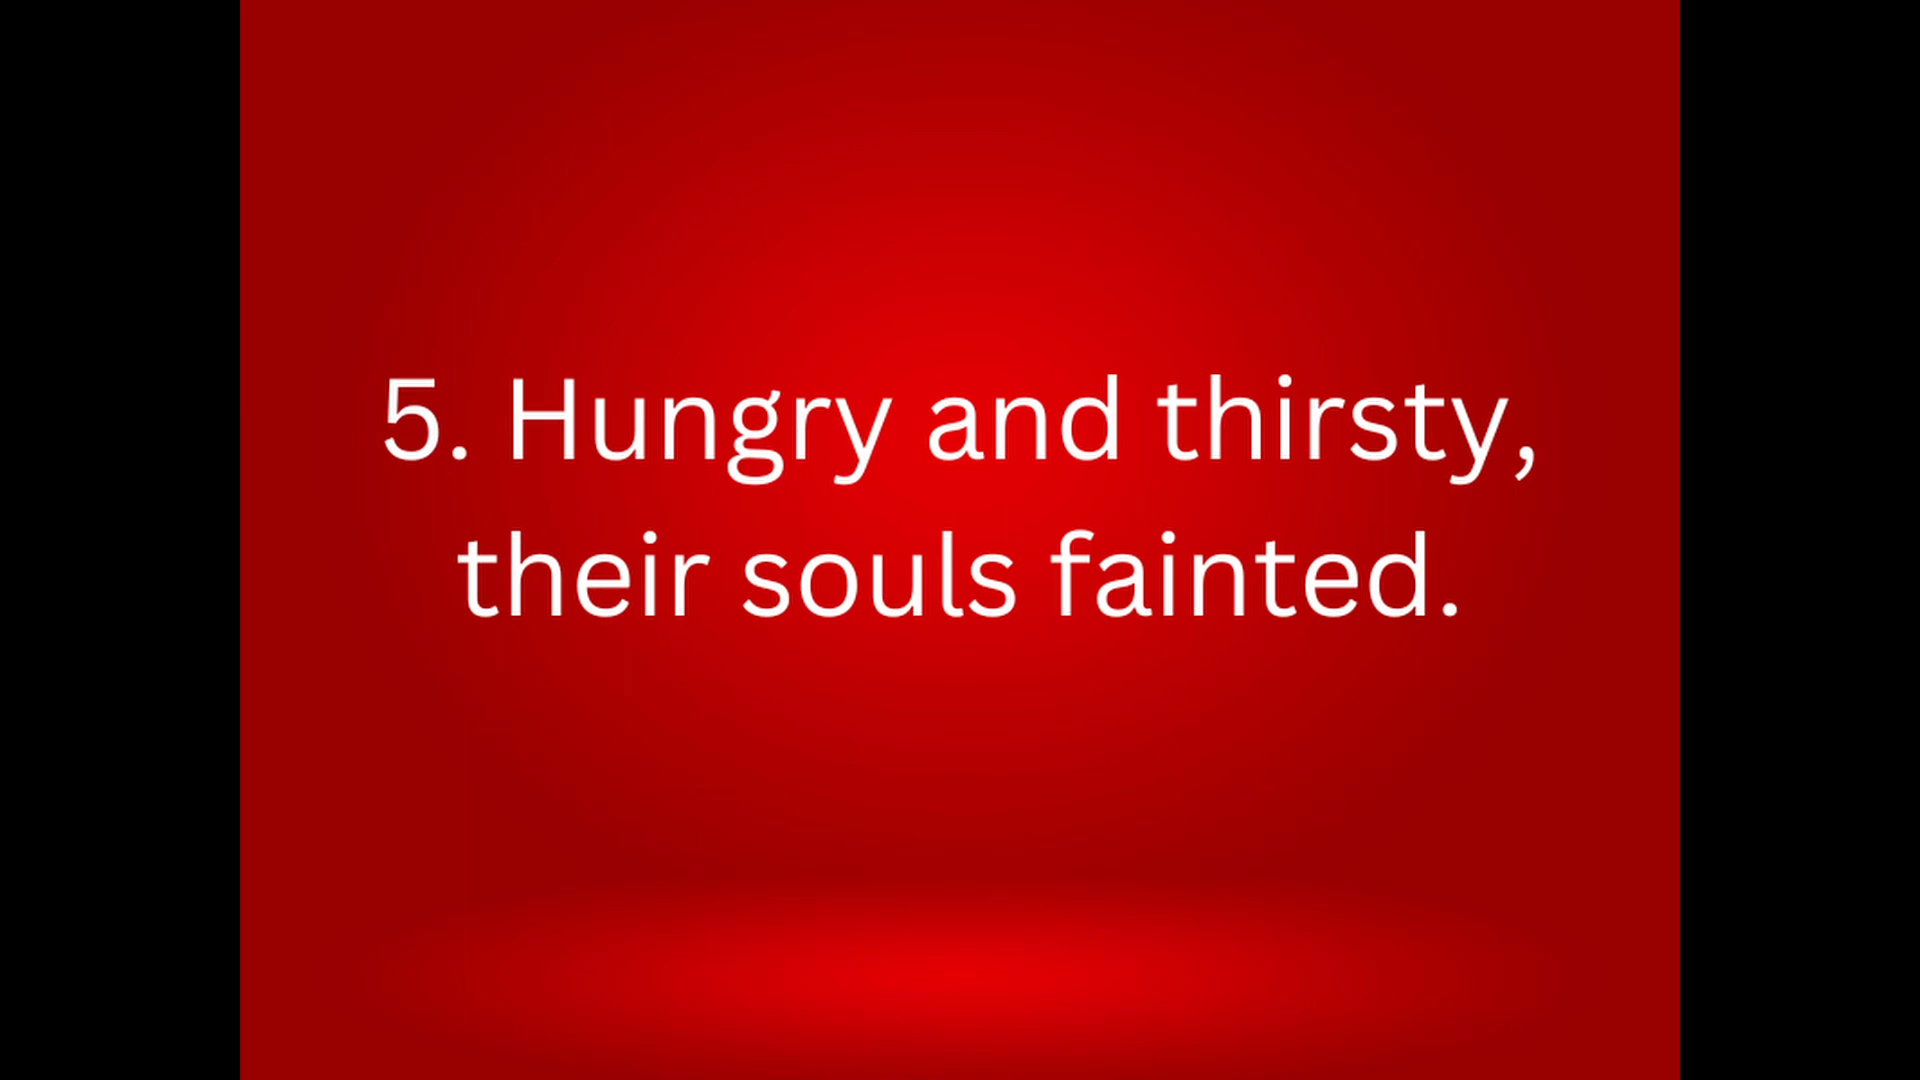 5. Hungry and thirsty,
their souls fainted.